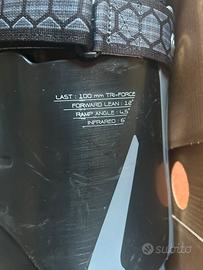 LAST : 100 mm TRI-FORCE
FORWARD LEAN : 12°
RAMP ANGLE : 4,5°
INFRARED : 6°
subito